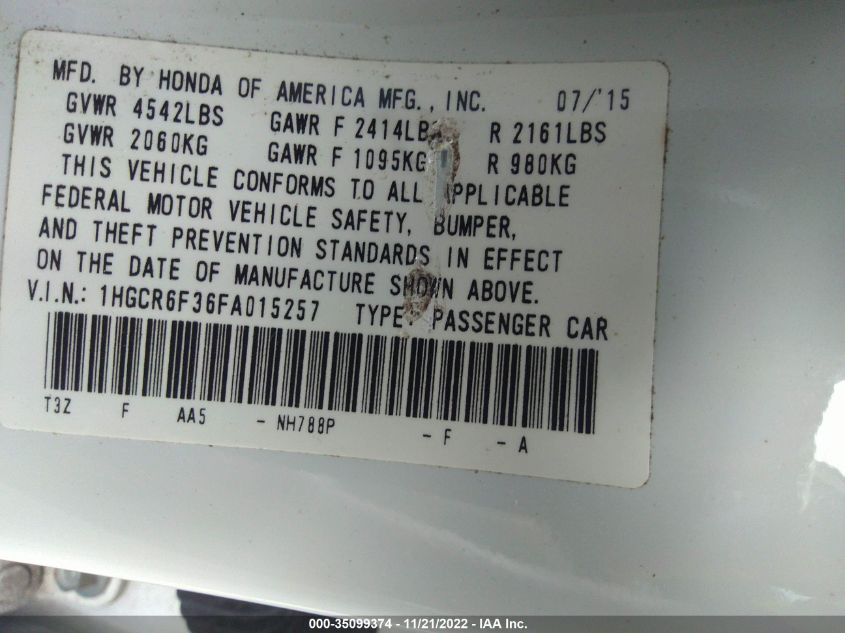 MFD. BY HONDA OF AMERICA MFG., INC. 07/'15
GVWR 4542LBS GAWR F 2414LBS R 2161LBS
GVWR 2060KG GAWR F 1095KG R 980KG
THIS VEHICLE CONFORMS TO ALL APPLICABLE
FEDERAL MOTOR VEHICLE SAFETY, BUMPER,
AND THEFT PREVENTION STANDARDS IN EFFECT
ON THE DATE OF MANUFACTURE SHOWN ABOVE.
V.I.N.: 1HGCR6F36FA015257 TYPE: PASSENGER CAR
T3Z F AA5 - NH788P - F - A
000-35099374 - 11/21/2022 - IAA Inc.